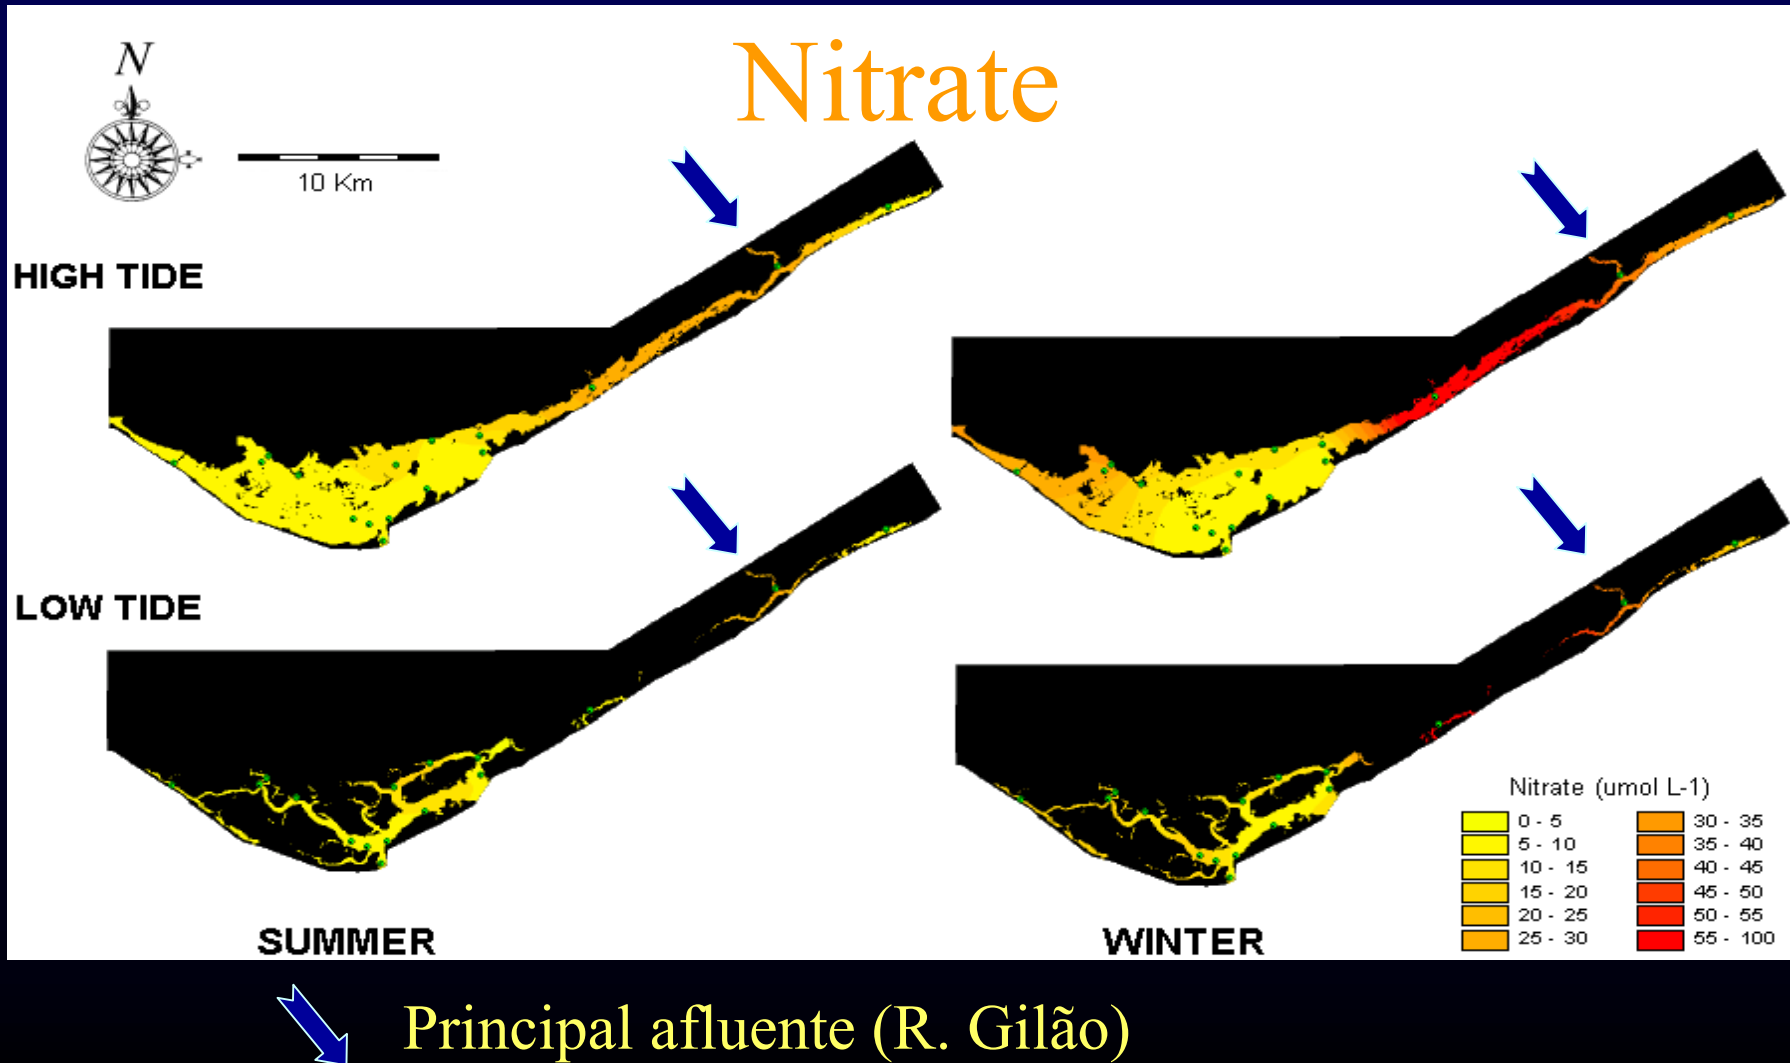 Nitrate
N
10 Km
HIGH TIDE
LOW TIDE
Nitrate (umol L-1)
0 - 5
5 - 10
10 - 15
15 - 20
20 - 25
25 - 30
30 - 35
35 - 40
40 - 45
45 - 50
50 - 55
55 - 100
SUMMER
WINTER
Principal afluente (R. Gilão)